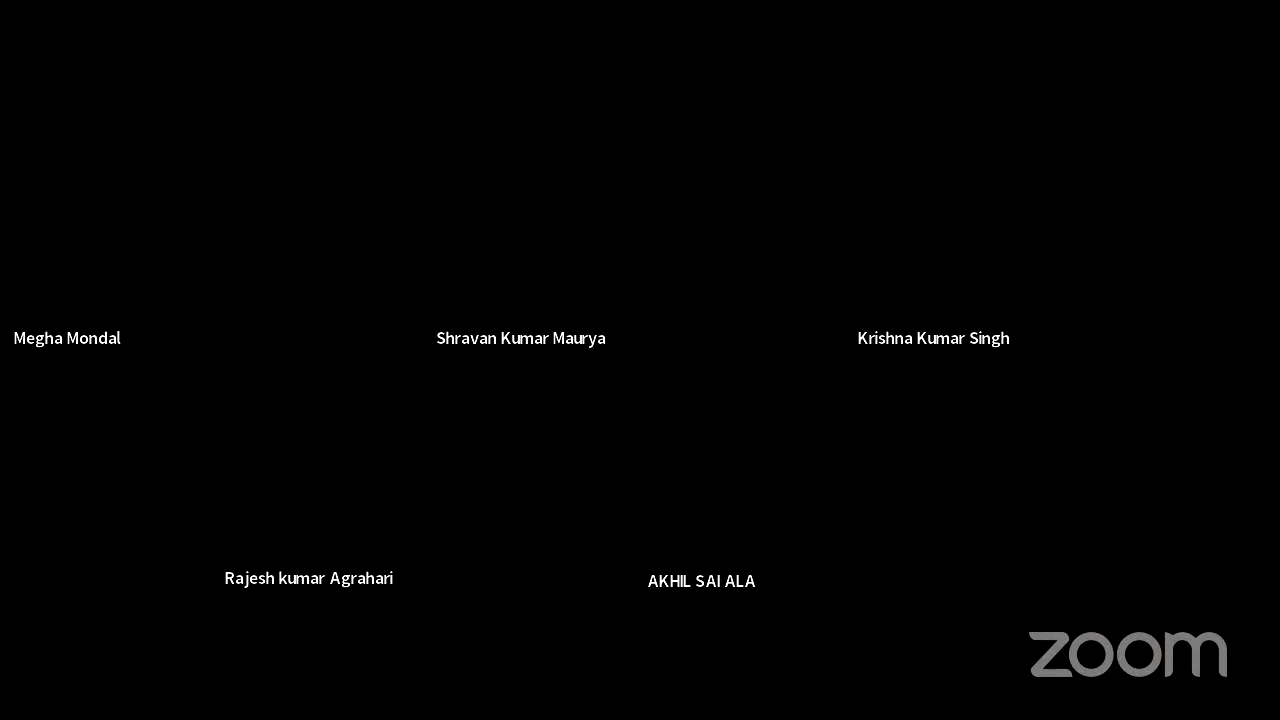 Megha Mondal
Shravan Kumar Maurya
Krishna Kumar Singh
Rajesh kumar Agrahari
AKHIL SAI ALA
zoom